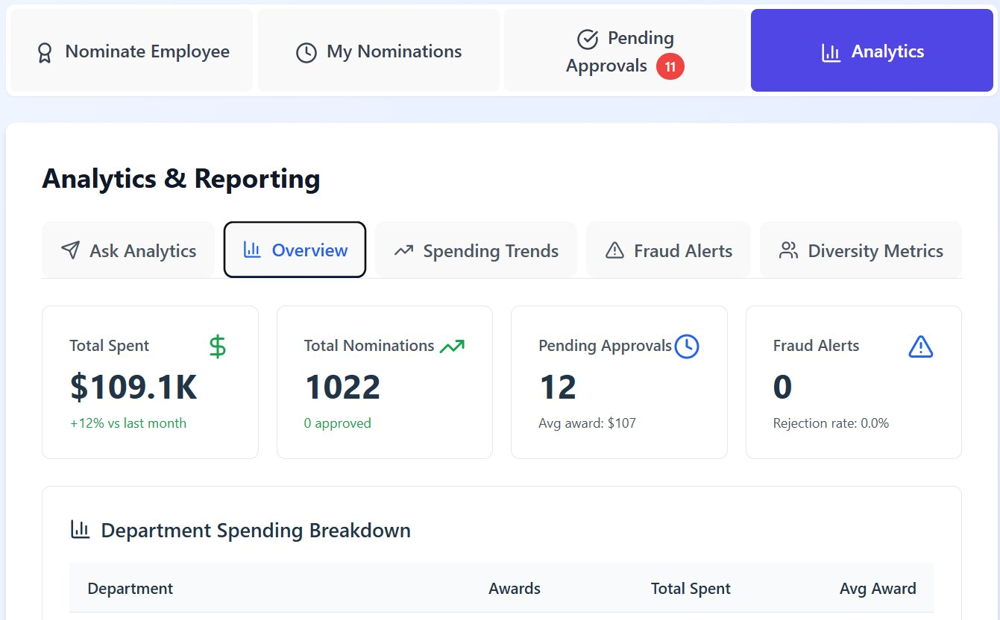 Nominate Employee
My Nominations
Pending
Approvals 11
Analytics
Analytics & Reporting
Ask Analytics
Overview
Spending Trends
Fraud Alerts
Diversity Metrics
Total Spent
$
$109.1K
+12% vs last month
Total Nominations
1022
0 approved
Pending Approvals
12
Avg award: $107
Fraud Alerts
0
Rejection rate: 0.0%
Department Spending Breakdown
Department Awards Total Spent Avg Award